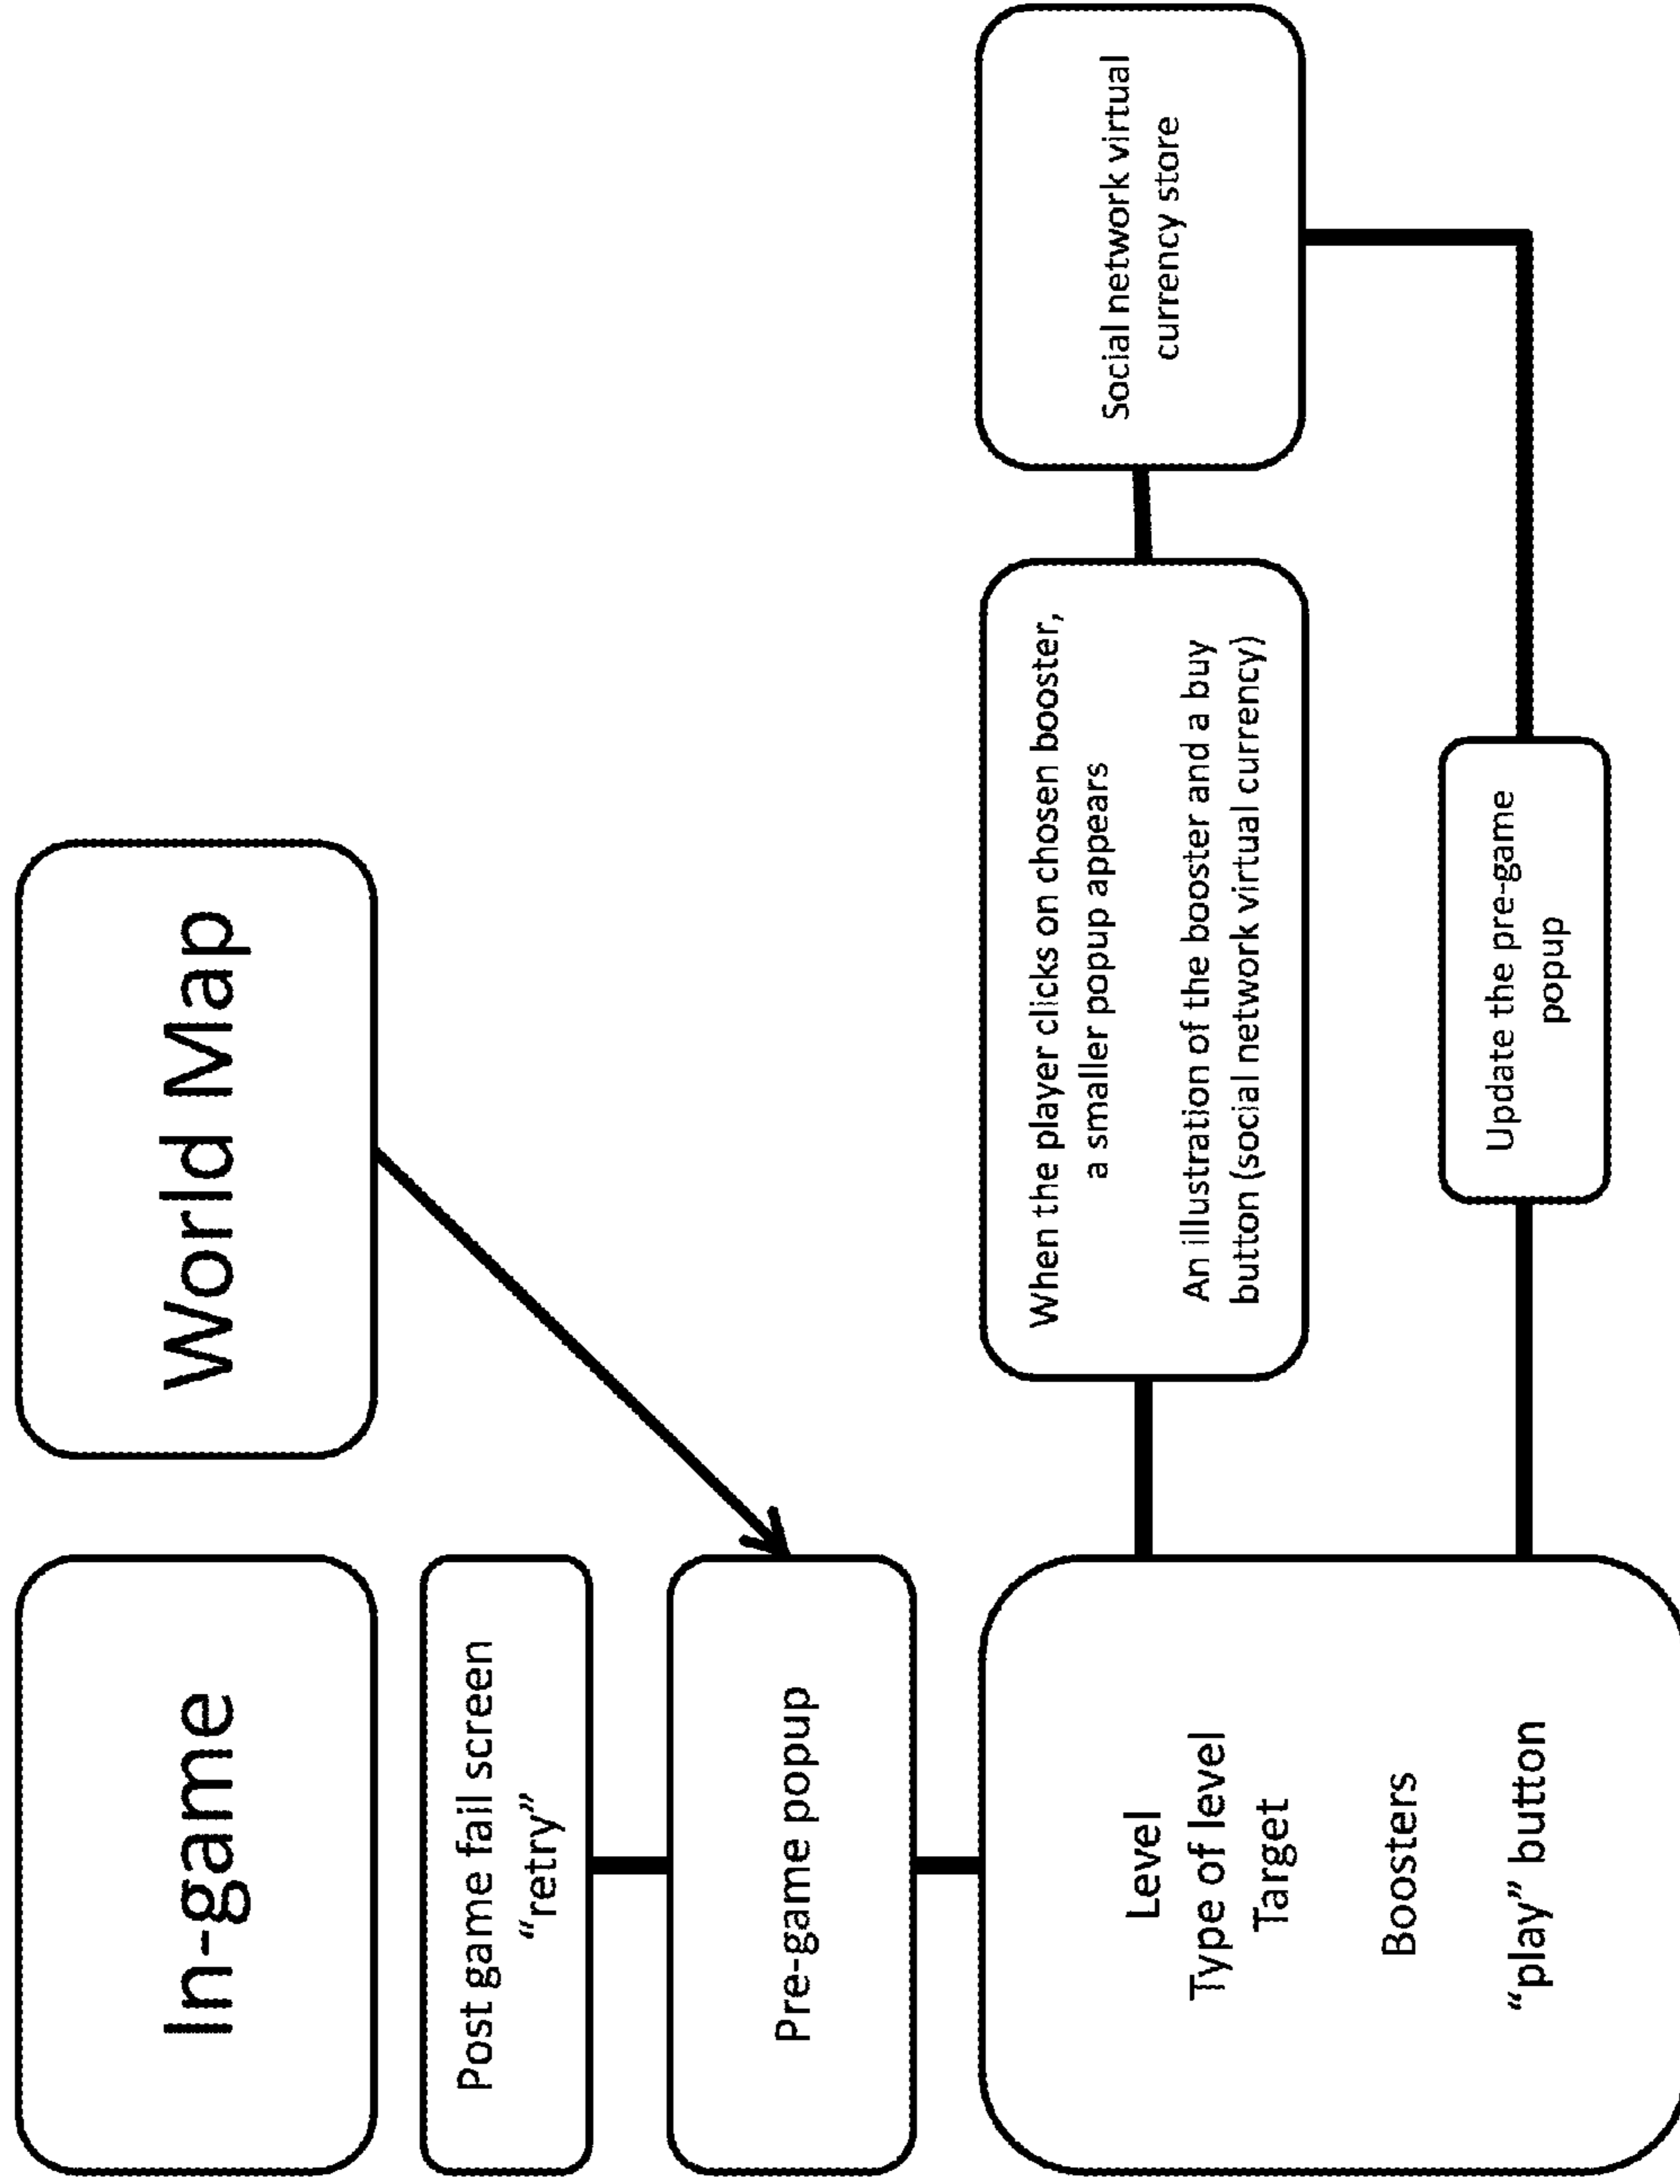 In-game
World Map
Post game fail screen
“retry”
Pre-game popup
Level
Type of level
Target
Boosters
“play” button
When the player clicks on chosen booster,
a smaller popup appears
An illustration of the booster and a buy
button (social network virtual currency)
Social network virtual
currency store
Update the pre-game
popup